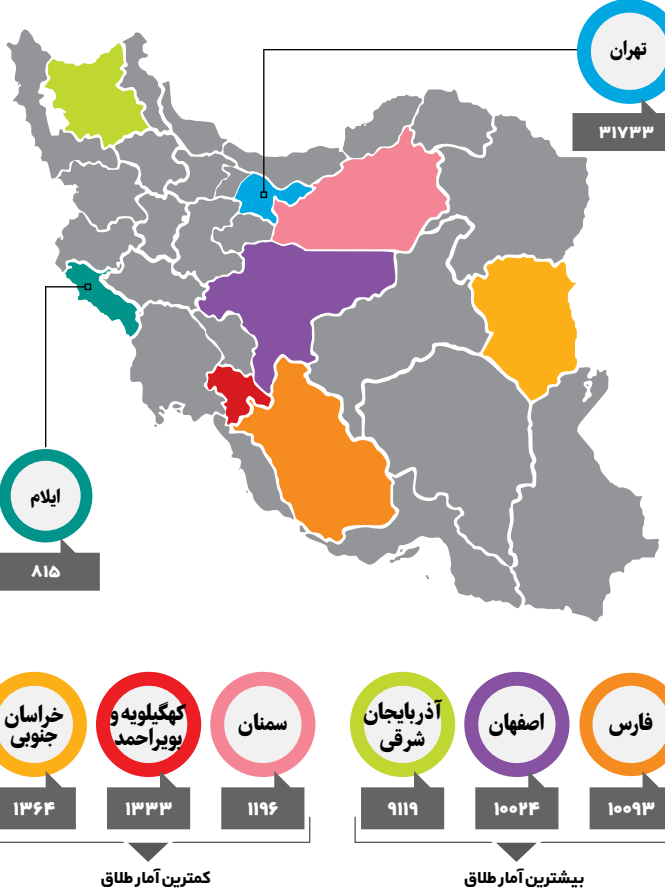 تهران
۳۱۷۳۳
ایلام
۸۱۵
فارس
۱۰۰۹۳
اصفهان
۱۰۰۲۴
آذربایجان
شرقی
۹۱۱۹
بیشترین آمار طلاق
سمنان
۱۱۹۶
کهگیلویه و
بویراحمد
۱۳۳۳
خراسان
جنوبی
۱۳۶۴
کمترین آمار طلاق